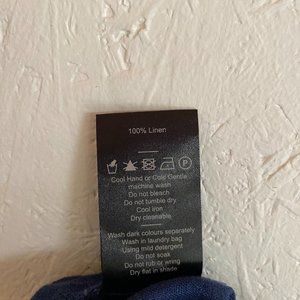 100% Linen
P
Cool Hand or Cold Gentle
machine wash
Do not bleach
Do not tumble dry
Cool iron
Dry cleanable
Wash dark colours separately
Wash in laundry bag
Using mild detergent
Do not soak
Do not rub or wring
Dry flat in shade